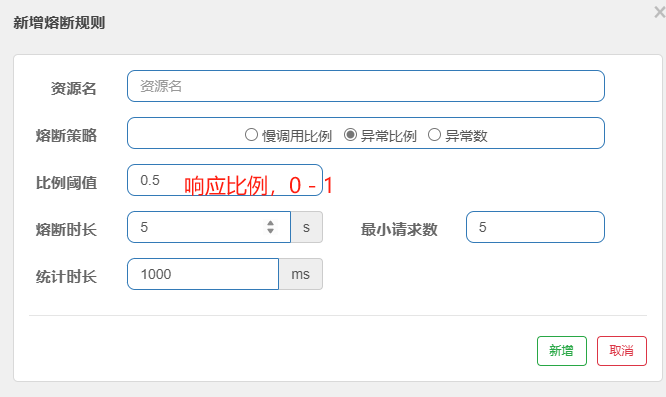 新增熔断规则
×
资源名 资源名
熔断策略 慢调用比例 异常比例 异常数
比例阈值 0.5 响应比例，0 - 1
熔断时长 5 s 最小请求数 5
统计时长 1000 ms
新增 取消